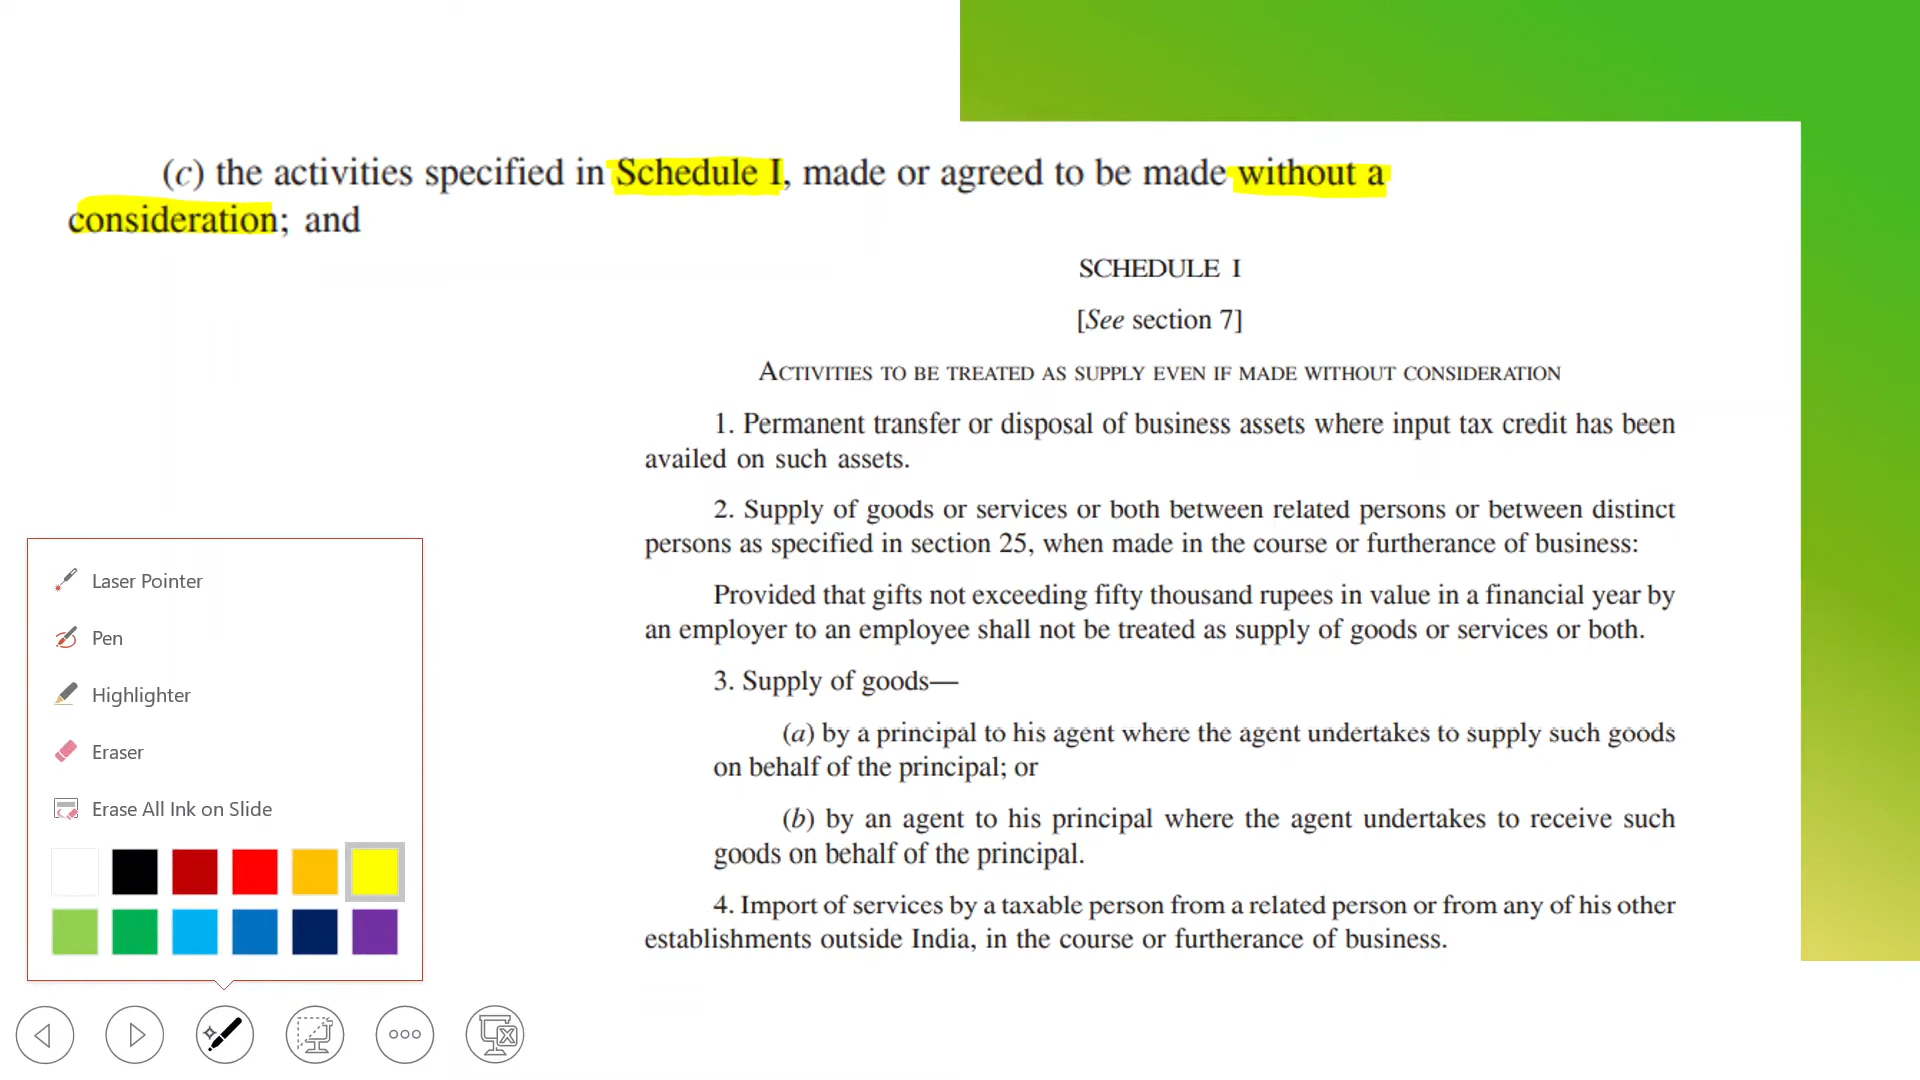 (c) the activities specified in Schedule I, made or agreed to be made without a
consideration; and
SCHEDULE I
[See section 7]
ACTIVITIES TO BE TREATED AS SUPPLY EVEN IF MADE WITHOUT CONSIDERATION
1. Permanent transfer or disposal of business assets where input tax credit has been
availed on such assets.
2. Supply of goods or services or both between related persons or between distinct
persons as specified in section 25, when made in the course or furtherance of business:
Provided that gifts not exceeding fifty thousand rupees in value in a financial year by
an employer to an employee shall not be treated as supply of goods or services or both.
3. Supply of goods—
(a) by a principal to his agent where the agent undertakes to supply such goods
on behalf of the principal; or
(b) by an agent to his principal where the agent undertakes to receive such
goods on behalf of the principal.
4. Import of services by a taxable person from a related person or from any of his other
establishments outside India, in the course or furtherance of business.
Laser Pointer
Pen
Highlighter
Eraser
Erase All Ink on Slide